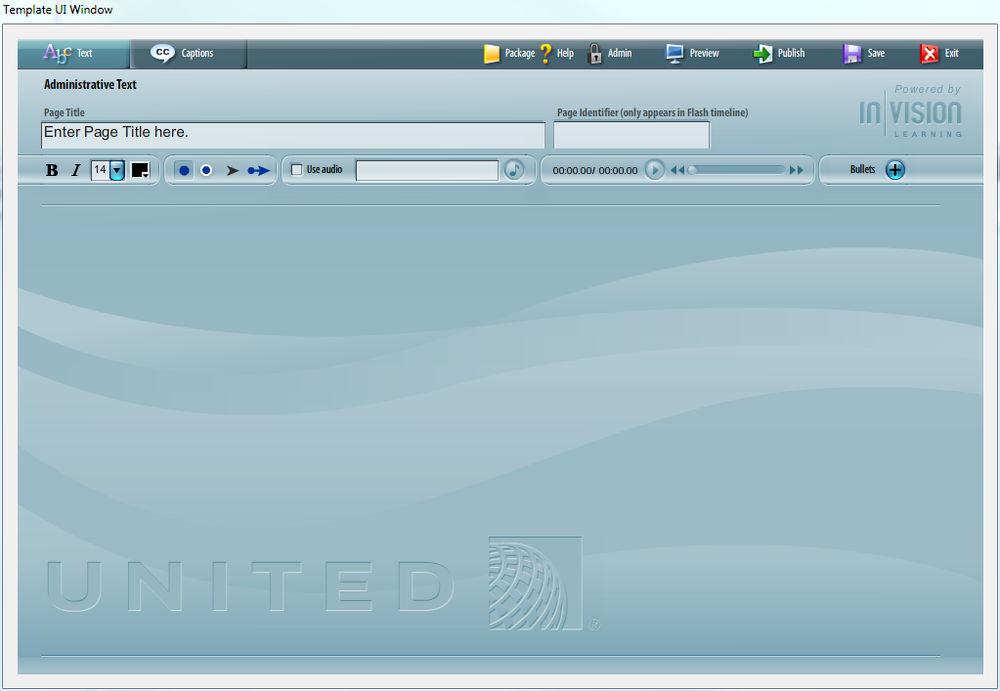 Template UI Window
Abc Text CC Captions Package ? Help Admin Preview Publish Save Exit
Administrative Text
Powered by
IN VISION
LEARNING
Page Title
Page Identifier (only appears in Flash timeline)
Enter Page Title here.
B I 14 Use audio 00:00.00/ 00:00.00 Bullets
UNITED ®